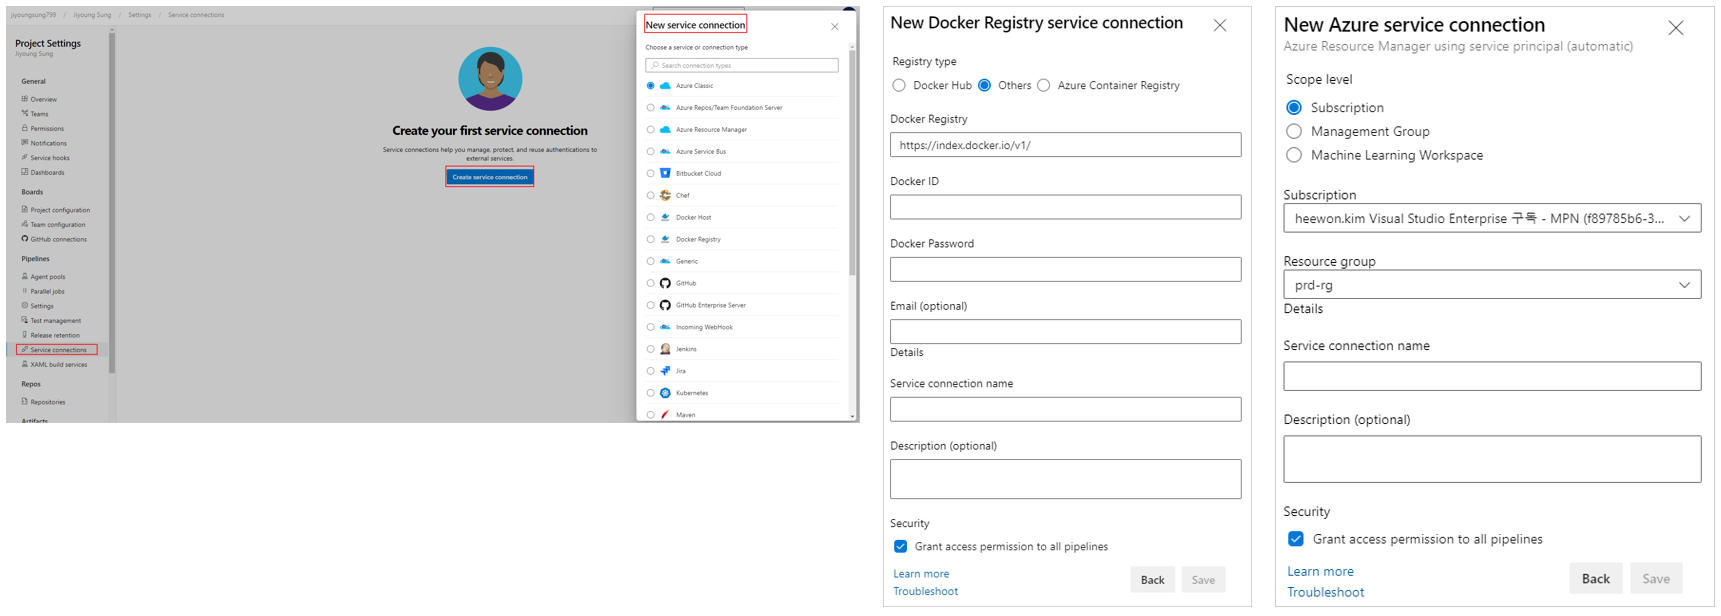 jiyoungsung799 / Jiyoung Sung / Settings / Service connections
Project Settings
Jiyoung Sung
General
Overview
Teams
Permissions
Notifications
Service hooks
Dashboards
Boards
Project configuration
Team configuration
GitHub connections
Pipelines
Agent pools
Parallel jobs
Settings
Test management
Release retention
Service connections
XAML build services
Repos
Repositories
Artifacts
Create your first service connection
Service connections help you manage, protect, and reuse authentications to
external services.
Create service connection
New service connection
Choose a service or connection type
Search connection types
Azure Classic
Azure Repos/Team Foundation Server
Azure Resource Manager
Azure Service Bus
Bitbucket Cloud
Chef
Docker Host
Docker Registry
Generic
GitHub
GitHub Enterprise Server
Incoming WebHook
Jenkins
Jira
Kubernetes
Maven
New Docker Registry service connection
Registry type
Docker Hub Others Azure Container Registry
Docker Registry
https://index.docker.io/v1/
Docker ID
Docker Password
Email (optional)
Details
Service connection name
Description (optional)
Security
Grant access permission to all pipelines
Learn more
Troubleshoot
Back Save
New Azure service connection
Azure Resource Manager using service principal (automatic)
Scope level
Subscription
Management Group
Machine Learning Workspace
Subscription
heewon.kim Visual Studio Enterprise 구독 - MPN (f89785b6-3...
Resource group
prd-rg
Details
Service connection name
Description (optional)
Security
Grant access permission to all pipelines
Learn more
Troubleshoot
Back Save